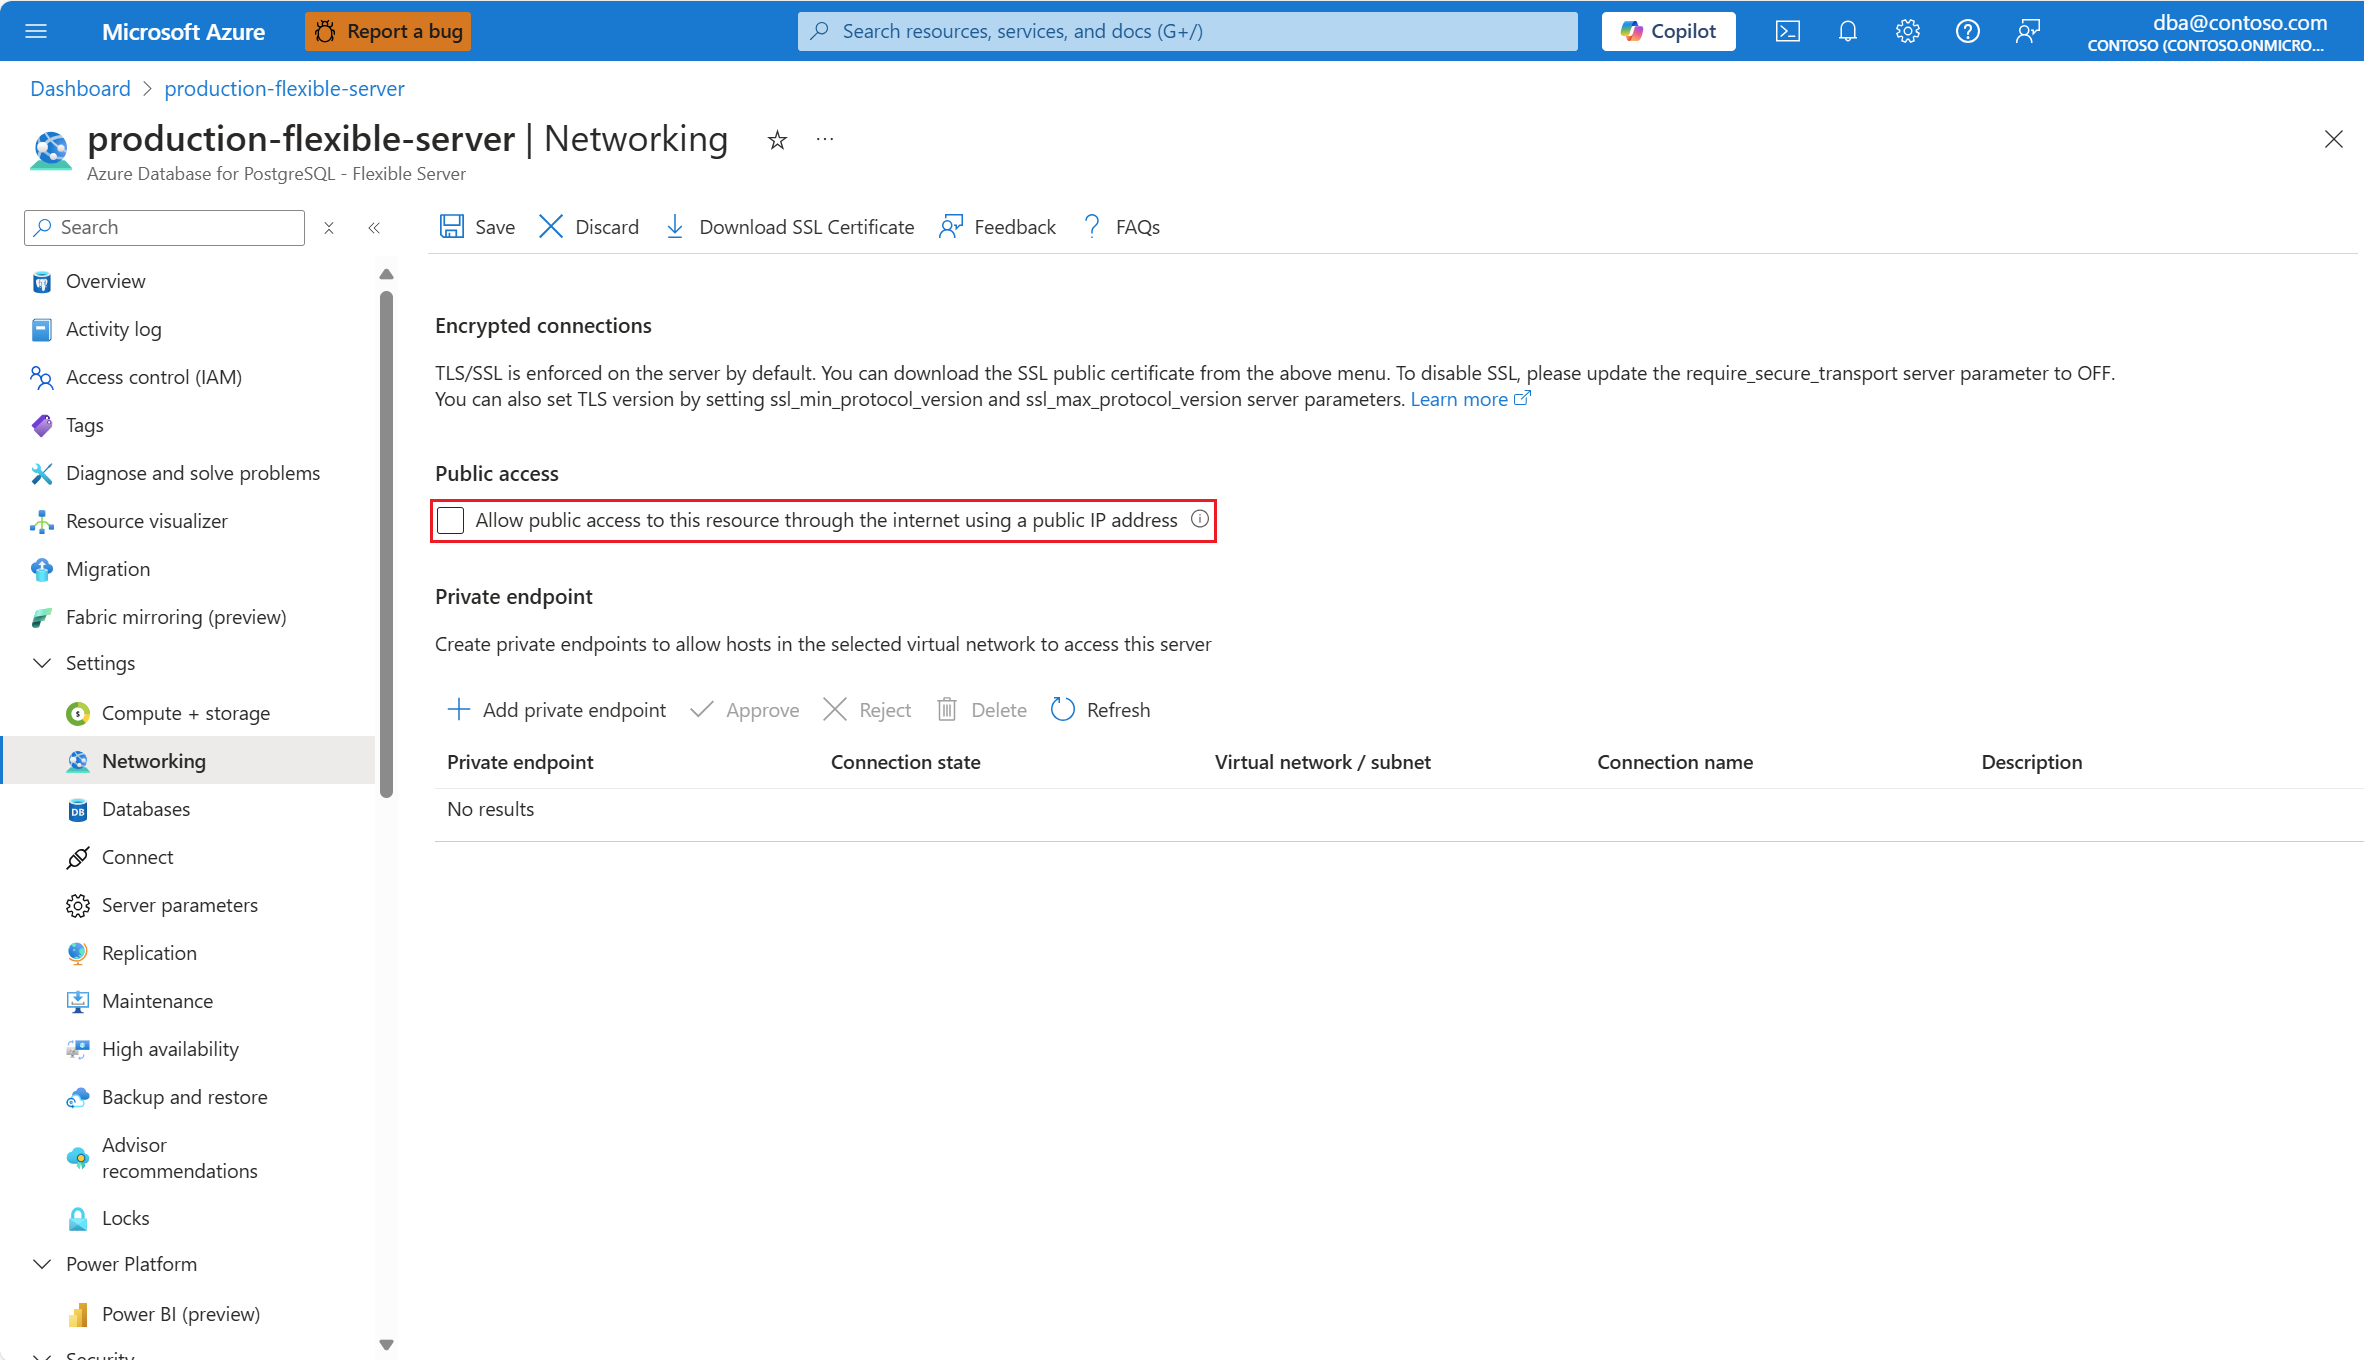 Microsoft Azure
Report a bug
Search resources, services, and docs (G+/)
Copilot
dba@contoso.com
CONTOSO (CONTOSO.ONMICRO...
Dashboard > production-flexible-server
production-flexible-server | Networking
Azure Database for PostgreSQL - Flexible Server
Search
Save
Discard
Download SSL Certificate
Feedback
FAQs
Overview
Activity log
Access control (IAM)
Tags
Diagnose and solve problems
Resource visualizer
Migration
Fabric mirroring (preview)
Settings
Compute + storage
Networking
Databases
Connect
Server parameters
Replication
Maintenance
High availability
Backup and restore
Advisor
recommendations
Locks
Power Platform
Power BI (preview)
Security
Encrypted connections
TLS/SSL is enforced on the server by default. You can download the SSL public certificate from the above menu. To disable SSL, please update the require_secure_transport server parameter to OFF.
You can also set TLS version by setting ssl_min_protocol_version and ssl_max_protocol_version server parameters. Learn more
Public access
Allow public access to this resource through the internet using a public IP address
Private endpoint
Create private endpoints to allow hosts in the selected virtual network to access this server
Add private endpoint
Approve
Reject
Delete
Refresh
Private endpoint
Connection state
Virtual network / subnet
Connection name
Description
No results